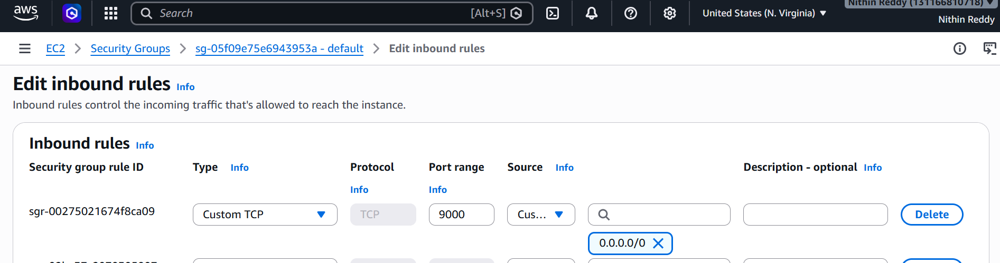 aws
Search [Alt+S]
United States (N. Virginia)
Nithin Reddy (131166810718)
Nithin Reddy
EC2 > Security Groups > sg-05f09e75e6943953a - default > Edit inbound rules
Edit inbound rules Info
Inbound rules control the incoming traffic that's allowed to reach the instance.
Inbound rules Info
Security group rule ID Type Info Protocol Port range Source Info Description - optional Info
Info Info
sgr-00275021674f8ca09 Custom TCP TCP 9000 Cus... Delete
0.0.0.0/0